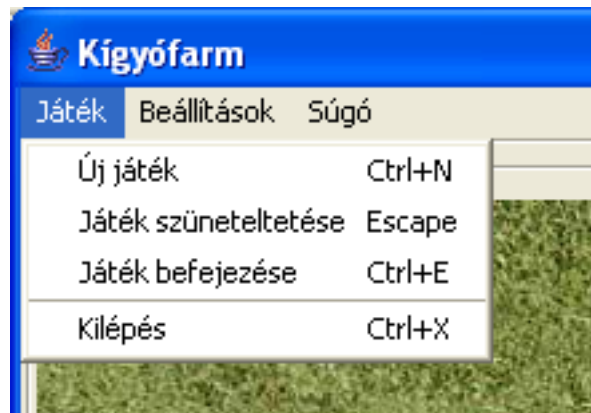 Kígyófarm
Játék Beállítások Súgó
Új játék Ctrl+N
Játék szüneteltetése Escape
Játék befejezése Ctrl+E
Kilépés Ctrl+X